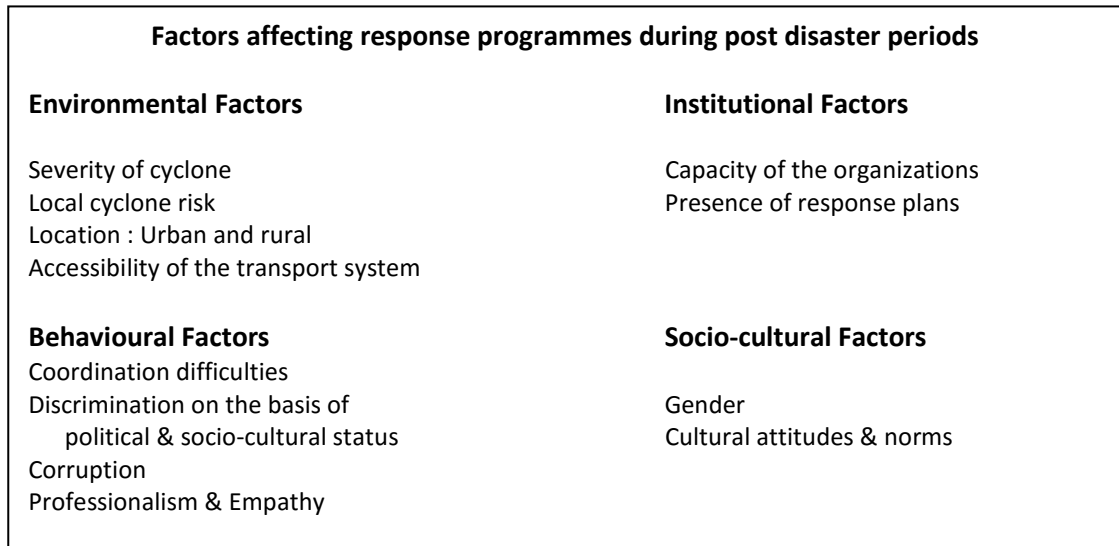 Factors affecting response programmes during post disaster periods
Environmental Factors
Severity of cyclone
Local cyclone risk
Location : Urban and rural
Accessibility of the transport system
Institutional Factors
Capacity of the organizations
Presence of response plans
Behavioural Factors
Coordination difficulties
Discrimination on the basis of
political & socio-cultural status
Corruption
Professionalism & Empathy
Socio-cultural Factors
Gender
Cultural attitudes & norms